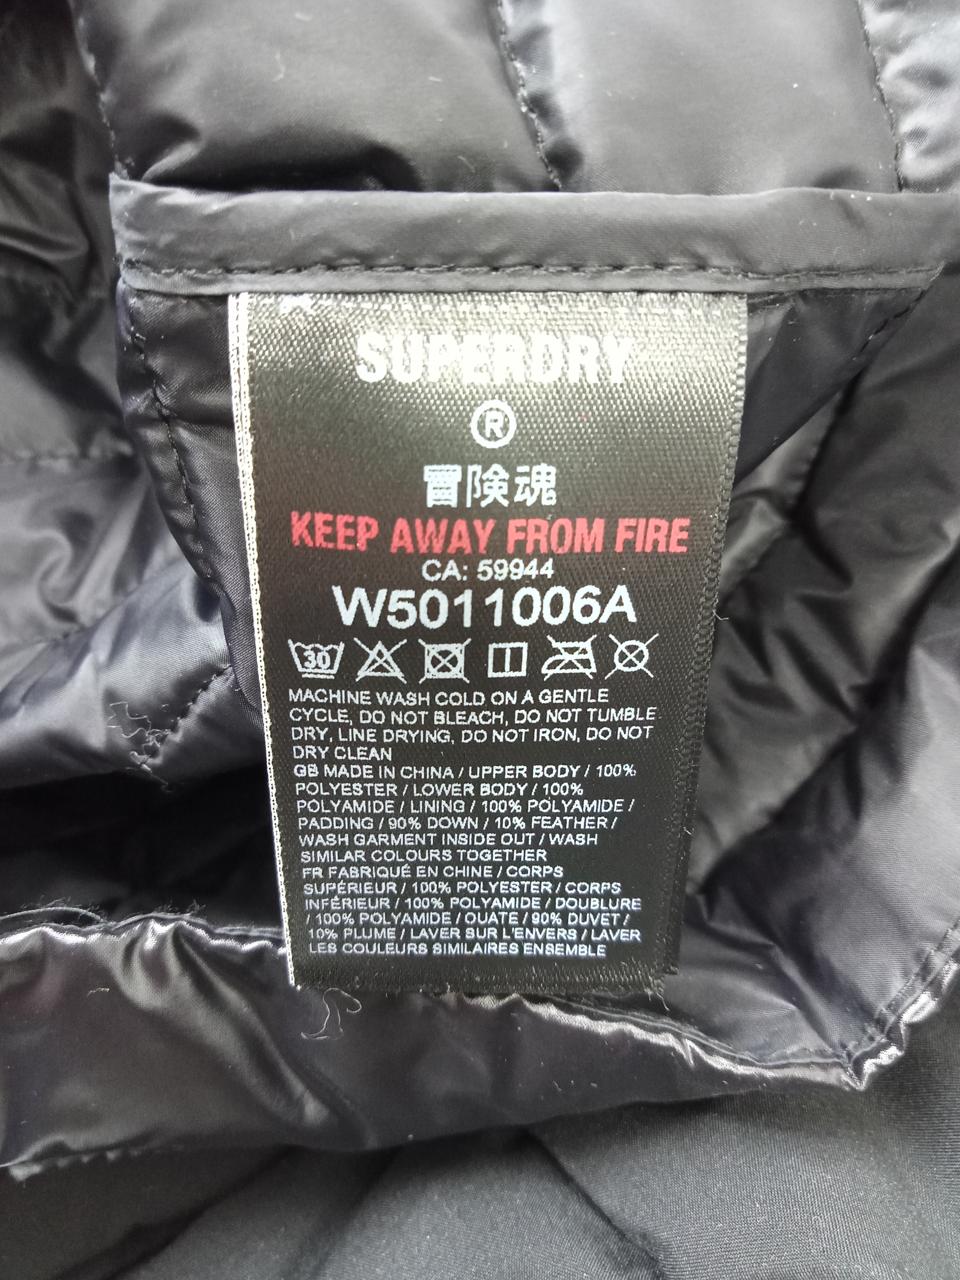 SUPERDRY
®
冒険魂
KEEP AWAY FROM FIRE
CA: 59944
W5011006A
30
MACHINE WASH COLD ON A GENTLE
CYCLE, DO NOT BLEACH, DO NOT TUMBLE
DRY, LINE DRYING, DO NOT IRON, DO NOT
DRY CLEAN
GB MADE IN CHINA / UPPER BODY / 100%
POLYESTER / LOWER BODY / 100%
POLYAMIDE / LINING / 100% POLYAMIDE /
PADDING / 90% DOWN / 10% FEATHER /
WASH GARMENT INSIDE OUT / WASH
SIMILAR COLOURS TOGETHER
FR FABRIQUÉ EN CHINE / CORPS
SUPÉRIEUR / 100% POLYESTER / CORPS
INFÉRIEUR / 100% POLYAMIDE / DOUBLURE
/ 100% POLYAMIDE / OUATE / 90% DUVET /
10% PLUME / LAVER SUR L'ENVERS / LAVER
LES COULEURS SIMILAIRES ENSEMBLE